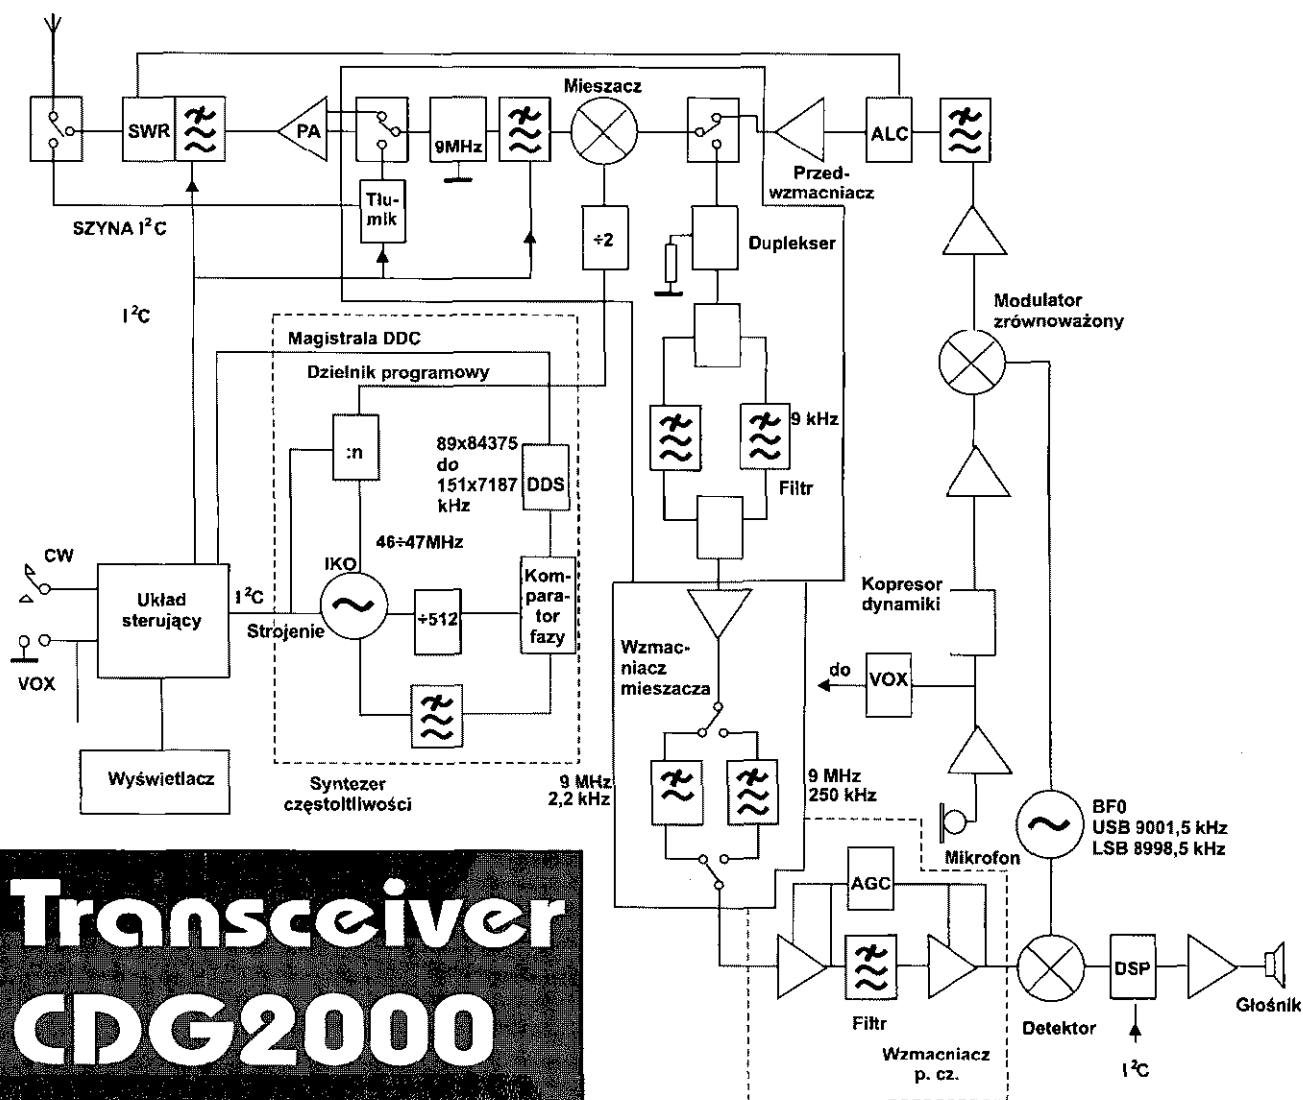 Mieszacz
SWR
PA
9MHz
ALC
Przed-
wzmacniacz
Tłu-
mik
SZYNA I²C
÷2
Duplekser
I²C
Modulator
zrównoważony
Magistrala DDC
Dzielnik programowy
:n
89x84375
do
151x7187
kHz
DDS
9 kHz
Filtr
46÷47MHz
IKO
CW
Układ
sterujący
I²C
Strojenie
÷512
Kom-
para-
tor
fazy
Kopresor
dynamiki
Wzmac-
niacz
mieszacza
do
VOX
VOX
Wyświetlacz
Syntezer
częstoltliwości
9 MHz
2,2 kHz
9 MHz
250 kHz
BF0
USB 9001,5 kHz
LSB 8998,5 kHz
Mikrofon
AGC
DSP
Głośnik
Filtr
Detektor
Wzmacniacz
p. cz.
I²C
Transceiver
CDG2000